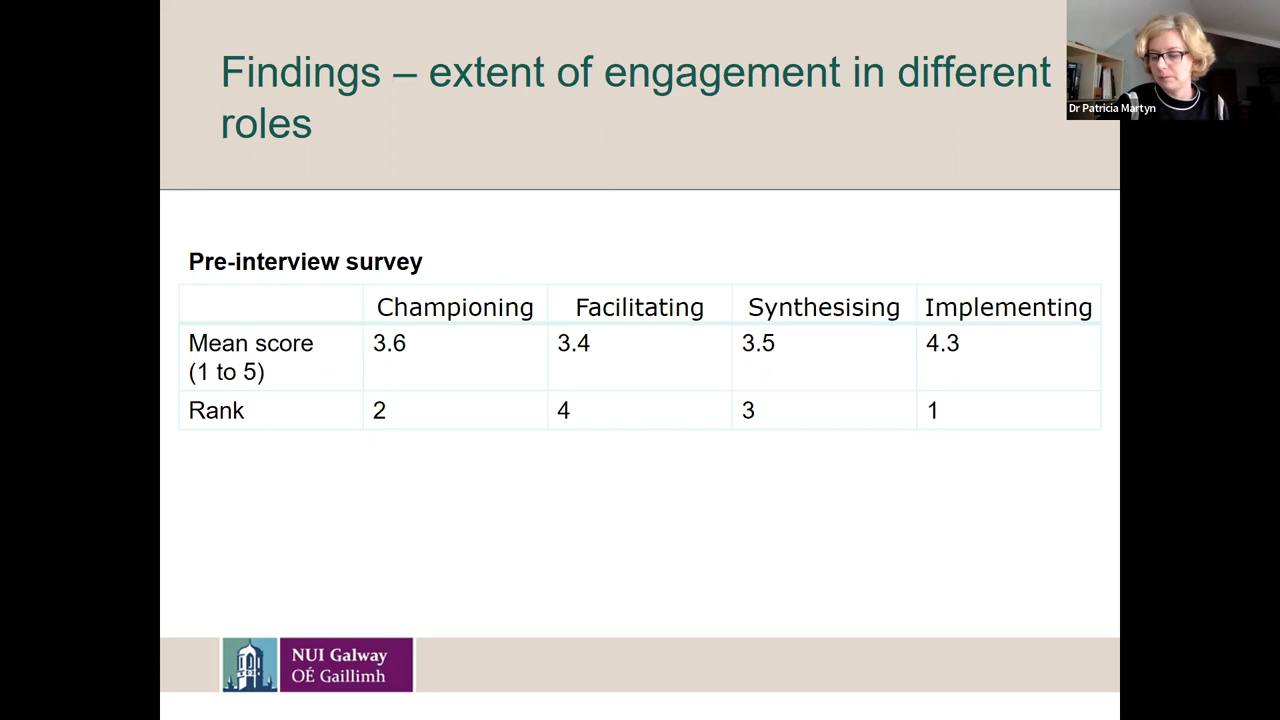 Findings – extent of engagement in different
roles
Dr Patricia Martyn
Pre-interview survey
Championing Facilitating Synthesising Implementing
Mean score 3.6 3.4 3.5 4.3
(1 to 5)
Rank 2 4 3 1
NUI Galway
OÉ Gaillimh